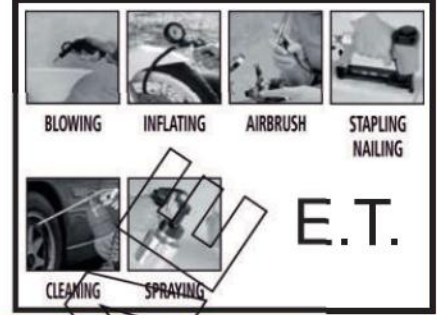 BLOWING
INFLATING
AIRBRUSH
STAPLING
NAILING
E.T.
CLEANING
SPRAYING